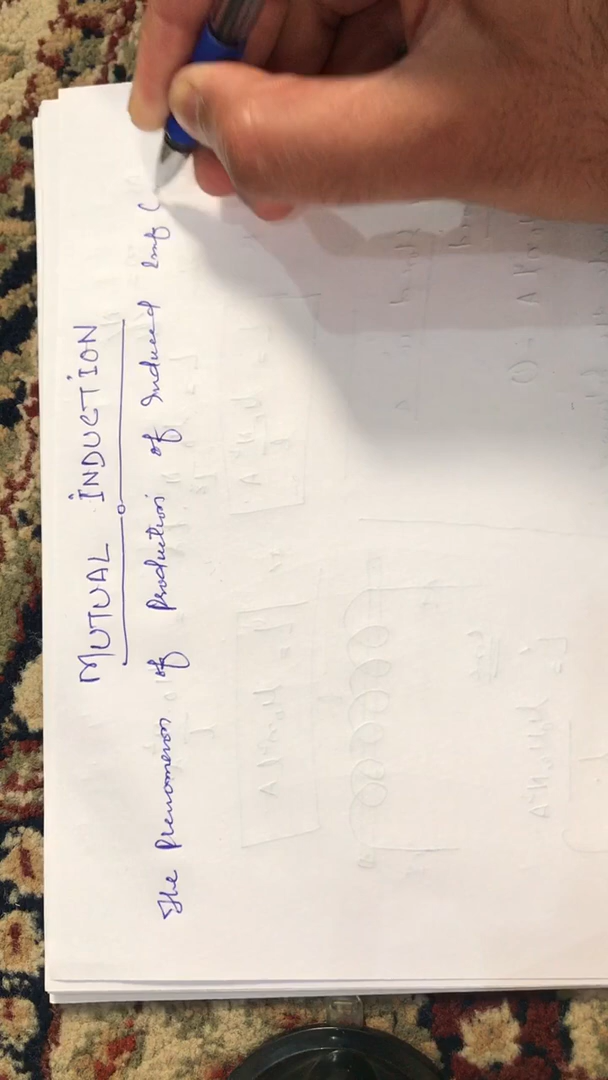 MUTUAL INDUCTION
The Phenomenon of Production of Induced emf (